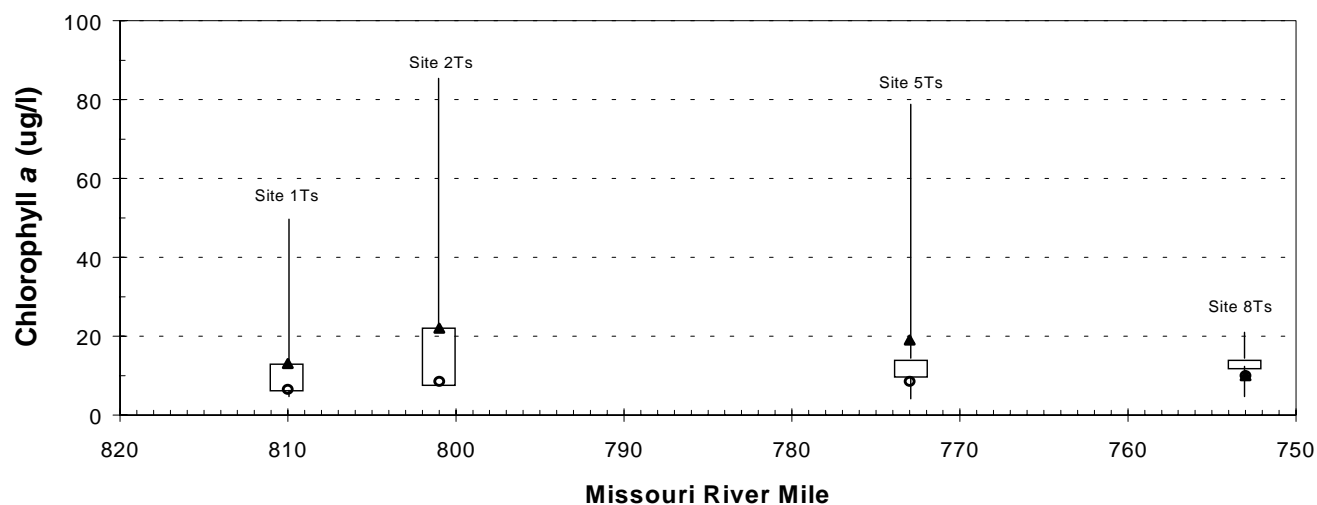 Chlorophyll a (ug/l)
100
80
60
40
20
0
Site 1Ts
Site 2Ts
Site 5Ts
Site 8Ts
820
810
800
790
780
770
760
750
Missouri River Mile